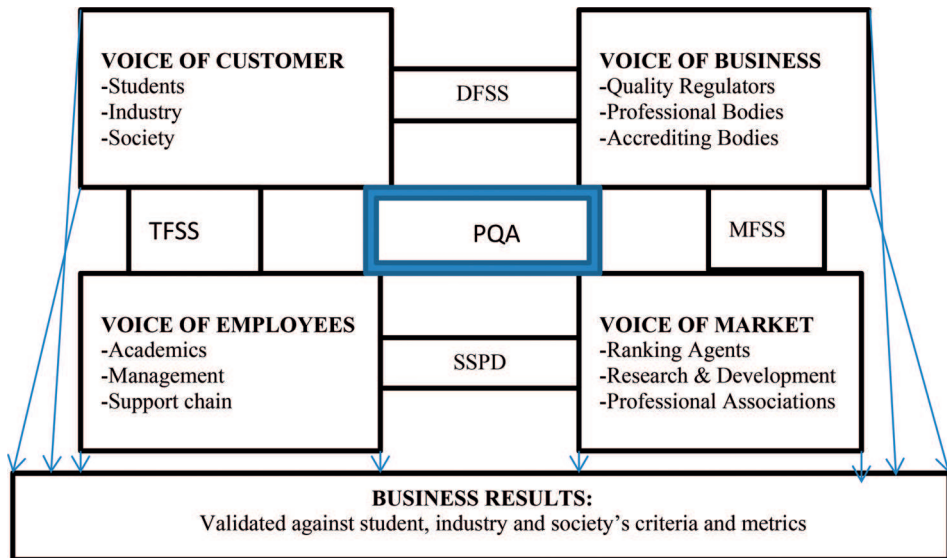 VOICE OF CUSTOMER
-Students
-Industry
-Society
DFSS
VOICE OF BUSINESS
-Quality Regulators
-Professional Bodies
-Accrediting Bodies
TFSS
PQA
MFSS
VOICE OF EMPLOYEES
-Academics
-Management
-Support chain
SSPD
VOICE OF MARKET
-Ranking Agents
-Research & Development
-Professional Associations
BUSINESS RESULTS:
Validated against student, industry and society’s criteria and metrics